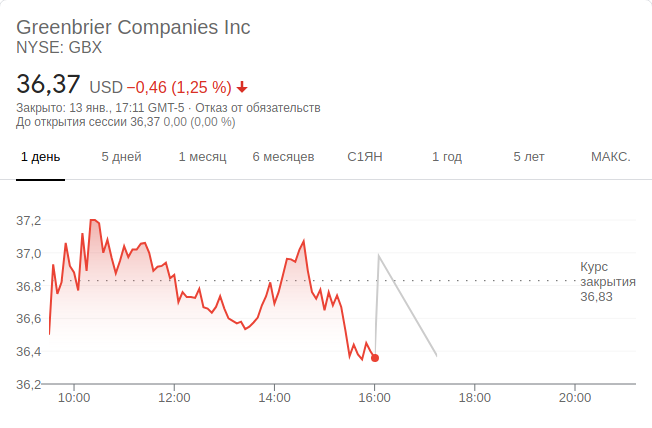 Greenbrier Companies Inc
NYSE: GBX
36,37 USD −0,46 (1,25 %)
Закрыто: 13 янв., 17:11 GMT-5 · Отказ от обязательств
До открытия сессии 36,37 0,00 (0,00 %)
1 день 5 дней 1 месяц 6 месяцев С1ЯН 1 год 5 лет МАКС.
37,2
37,0
36,8
36,6
36,4
36,2
Курс
закрытия
36,83
10:00 12:00 14:00 16:00 18:00 20:00